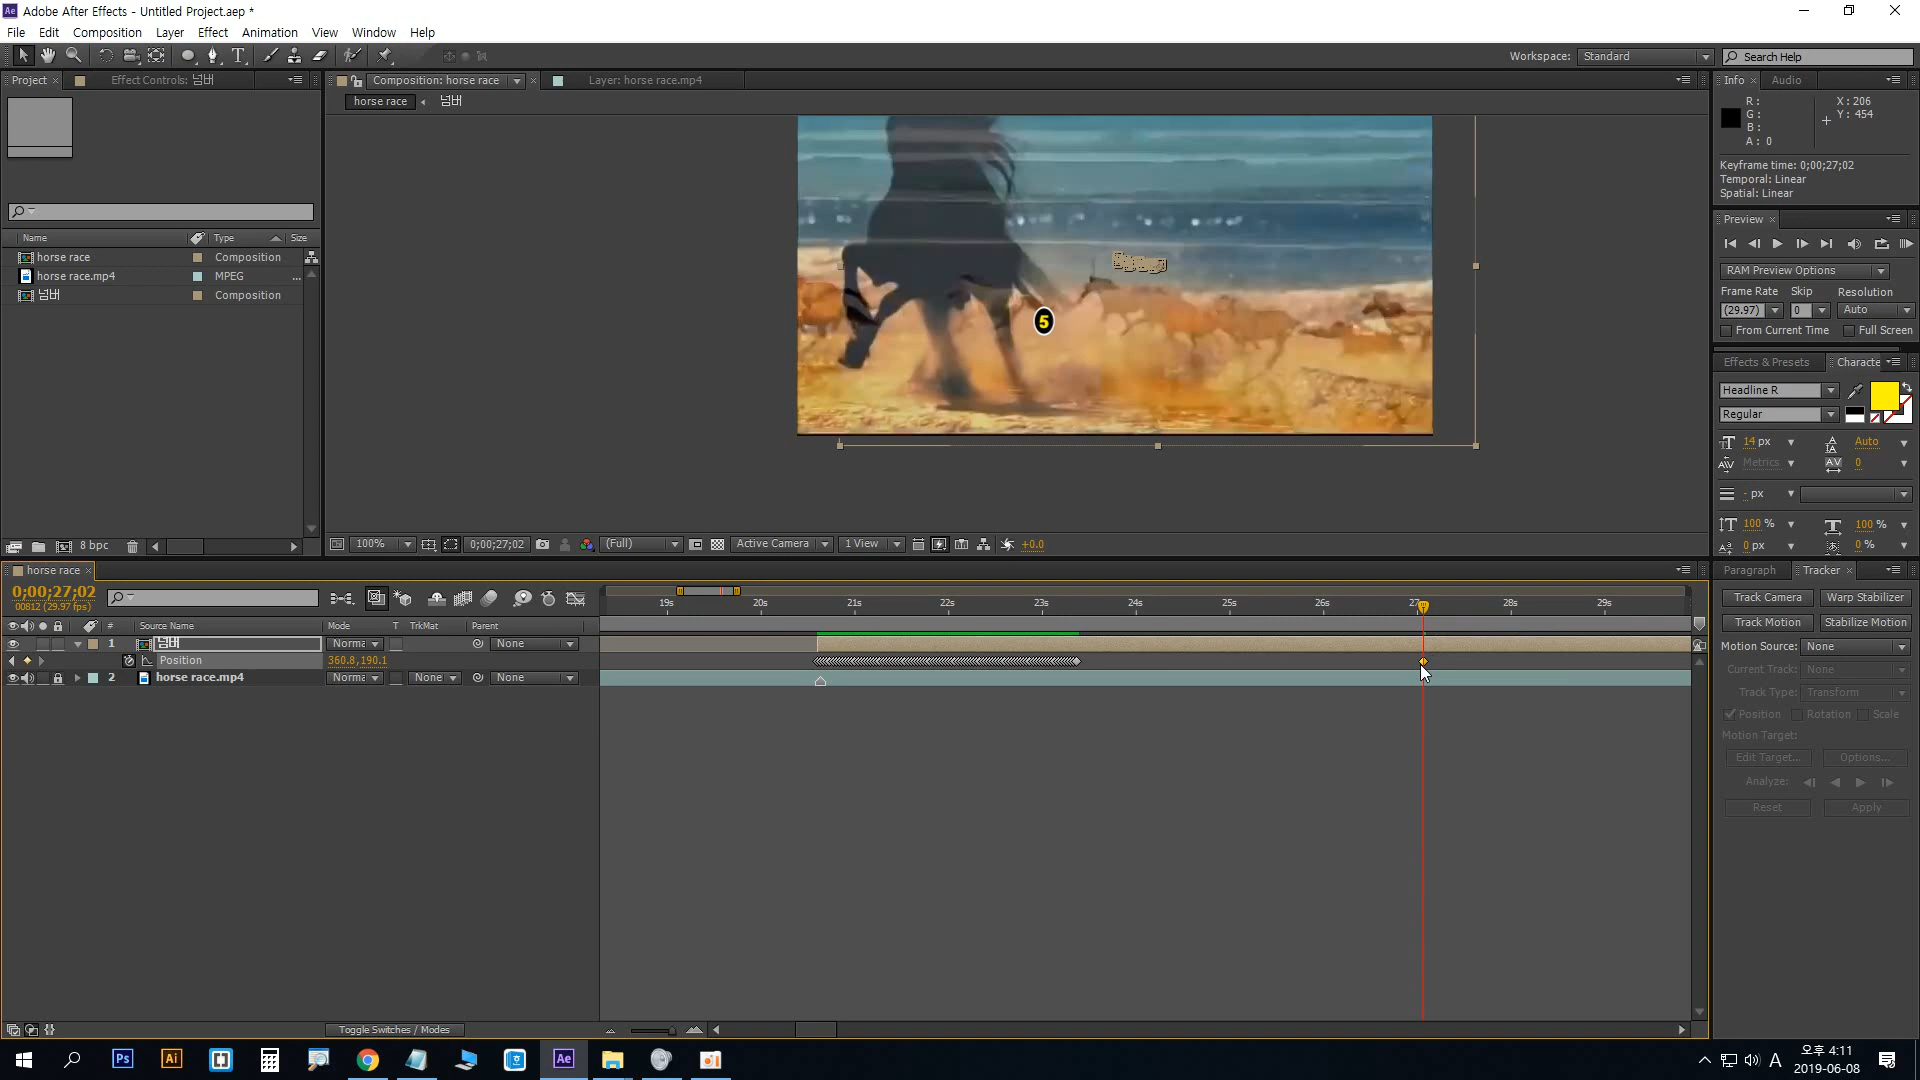 Adobe After Effects - Untitled Project.aep *
File Edit Composition Layer Effect Animation View Window Help
Workspace: Standard Search Help
Project Effect Controls: 넘버
Composition: horse race Layer: horse race.mp4
horse race 넘버
Name Type Size
horse race Composition
horse race.mp4 MPEG ...
넘버 Composition
8 bpc
5
100% 0;00;27;02 (Full) Active Camera 1 View +0.0
Info Audio
R : X : 206
G : Y : 454
B :
A : 0
Keyframe time: 0;00;27;02
Temporal: Linear
Spatial: Linear
Preview
RAM Preview Options
Frame Rate Skip Resolution
(29.97) 0 Auto
From Current Time Full Screen
Effects & Presets Characte
Headline R
Regular
14 px Auto
Metrics 0
- px
100 % 100 %
0 px 0 %
horse race
0;00;27;02
00812 (29.97 fps)
19s 20s 21s 22s 23s 24s 25s 26s 27s 28s 29s
# Source Name Mode T TrkMat Parent
1 넘버 Norma None
Position 360.8,190.1
2 horse race.mp4 Norma None None
Toggle Switches / Modes
Paragraph Tracker
Track Camera Warp Stabilizer
Track Motion Stabilize Motion
Motion Source: None
Current Track: None
Track Type: Transform
Position Rotation Scale
Motion Target:
Edit Target... Options...
Analyze:
Reset Apply
Ps Ai Ae A 오후 4:11
2019-06-08